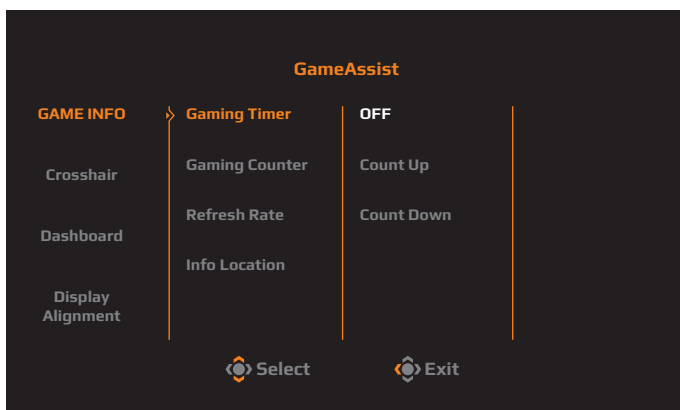 GameAssist
GAME INFO
Gaming Timer
OFF
Crosshair
Gaming Counter
Count Up
Dashboard
Refresh Rate
Count Down
Info Location
Display
Alignment
Select
Exit